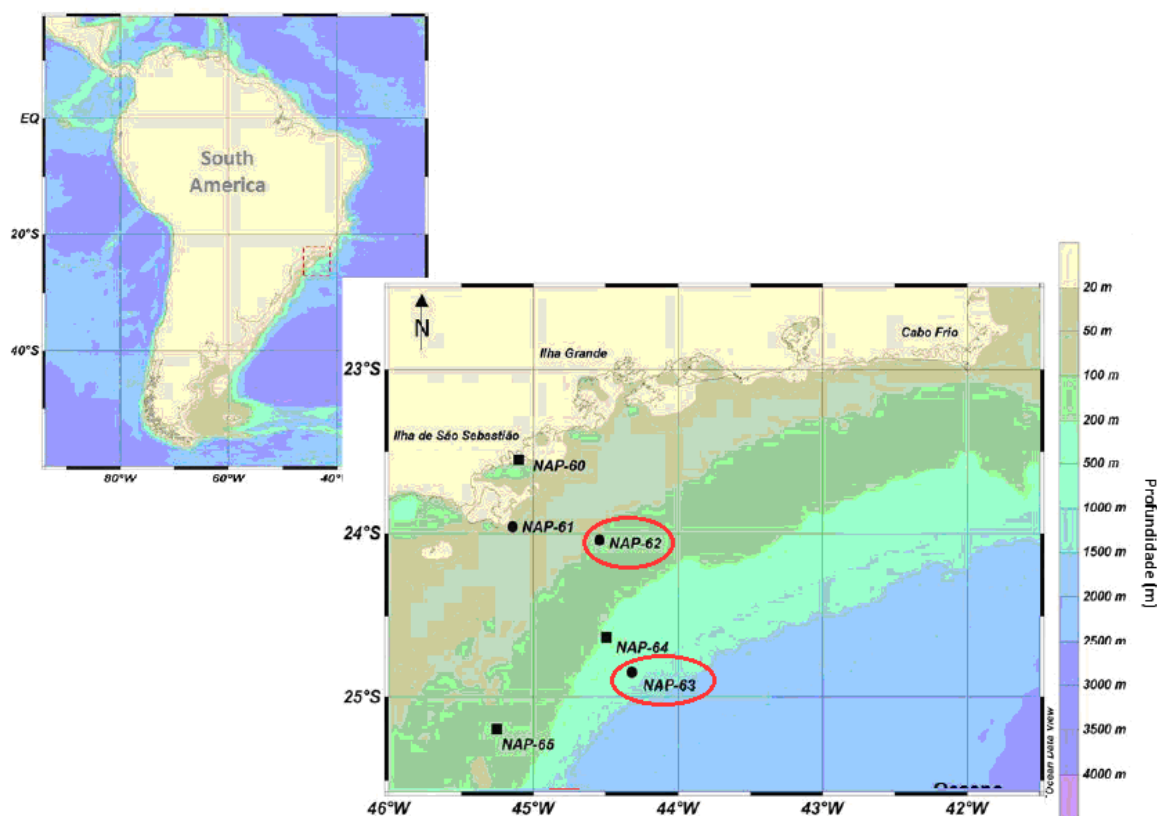 EQ
South
America
20°S
40°S
80°W
60°W
40°
N
Ilha Grande
Cabo Frio
23°S
Ilha de São Sebastião
NAP-60
NAP-61
NAP-62
24°S
NAP-64
NAP-63
25°S
NAP-65
46°W
45°W
44°W
43°W
42°W
Ocean Data View
20 m
50 m
100 m
200 m
500 m
1000 m
1500 m
2000 m
2500 m
3000 m
3500 m
4000 m
Profundidade [m]